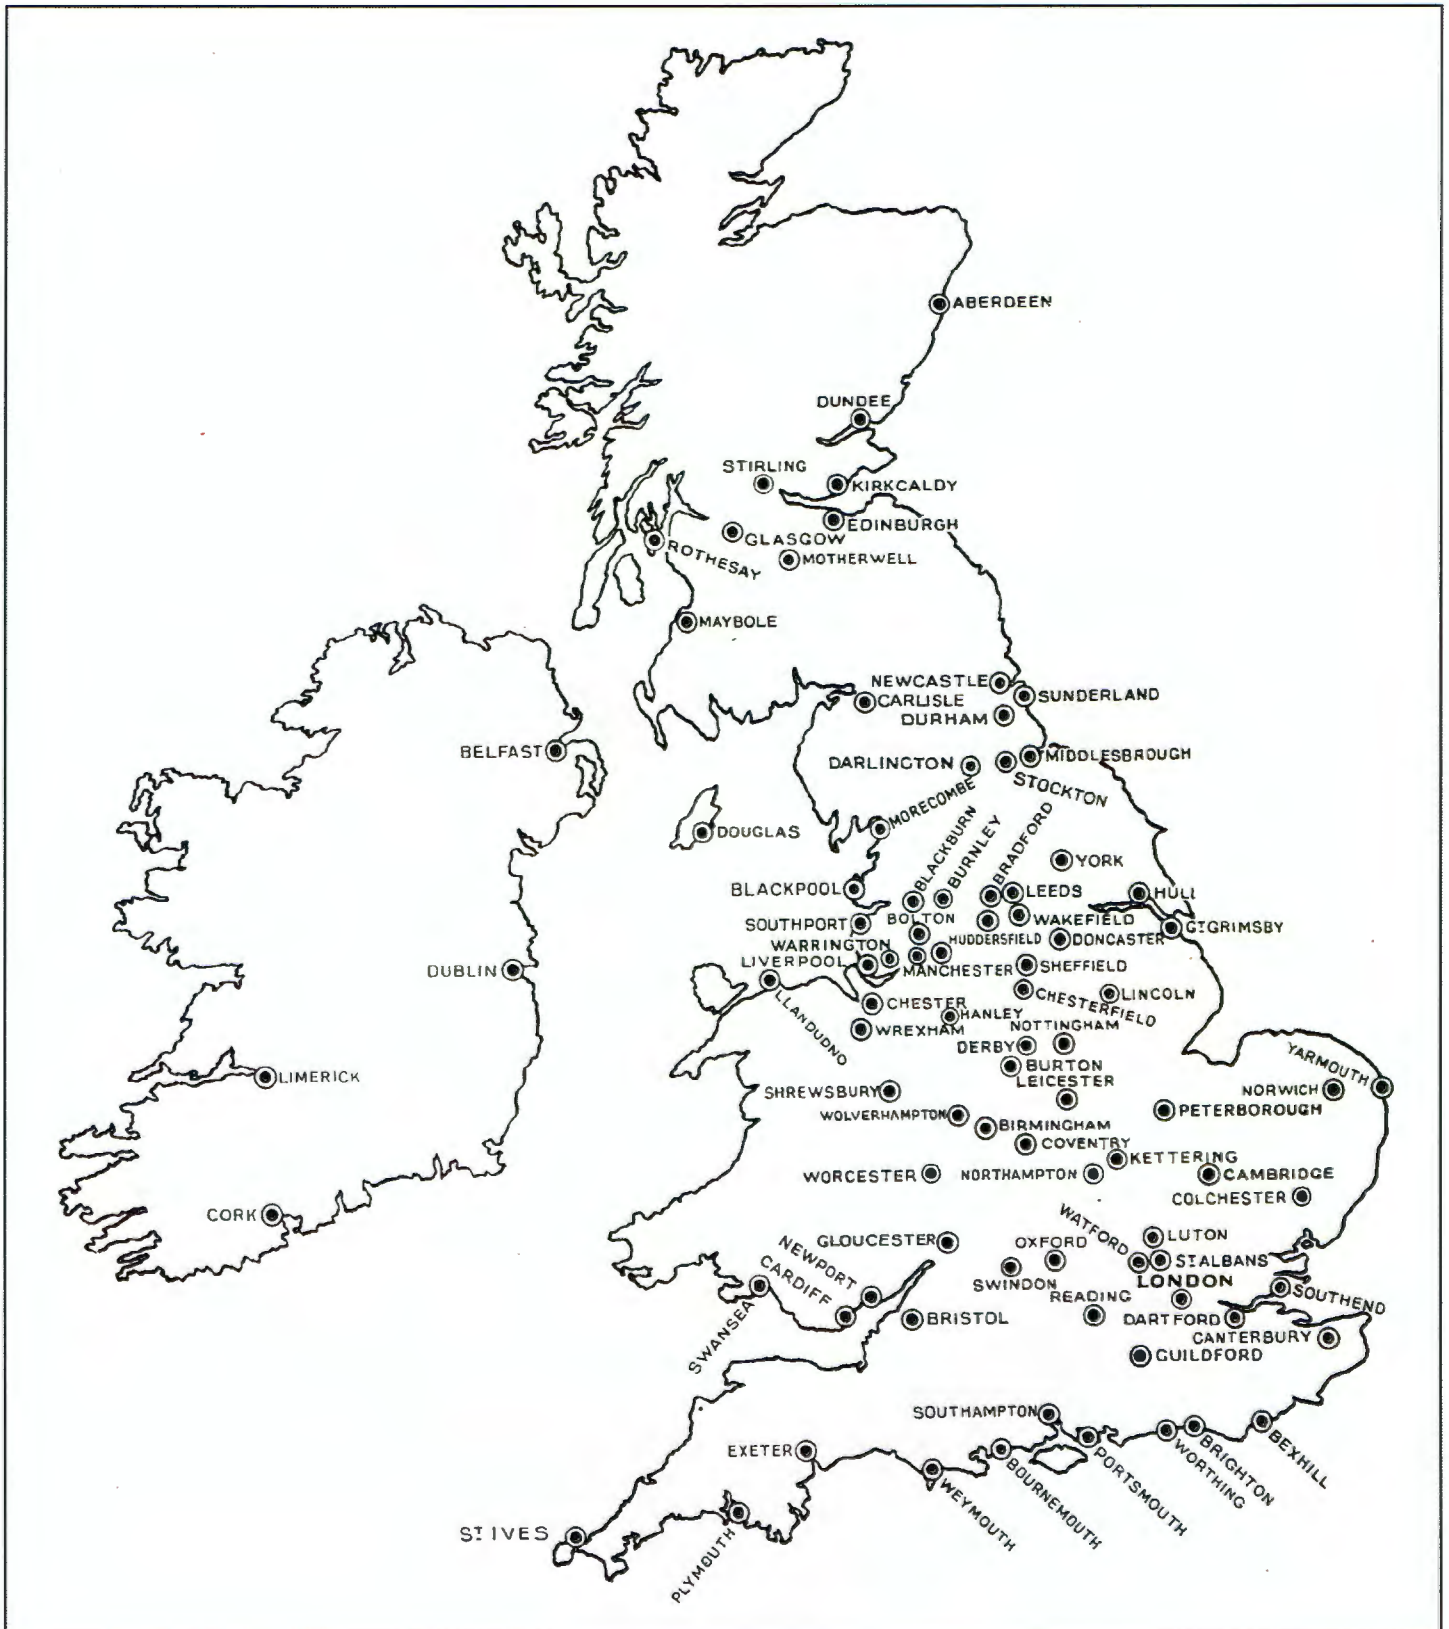 ABERDEEN
DUNDEE
STIRLING
KIRKCALDY
EDINBURGH
GLASGOW
ROTHESAY
MOTHERWELL
MAYBOLE
NEWCASTLE
SUNDERLAND
CARLISLE
DURHAM
BELFAST
MIDDLESBROUGH
DARLINGTON
STOCKTON
MORECOMBE
BLACKBURN
BURNLEY
BRADFORD
DOUGLAS
YORK
BLACKPOOL
LEEDS
HULL
BOLTON
WAKEFIELD
SOUTHPORT
GT GRIMSBY
HUDDERSFIELD
DONCASTER
WARRINGTON
LIVERPOOL
MANCHESTER
SHEFFIELD
DUBLIN
LLANDUDNO
CHESTERFIELD
LINCOLN
CHESTER
HANLEY
NOTTINGHAM
WREXHAM
DERBY
BURTON
YARMOUTH
LIMERICK
LEICESTER
SHREWSBURY
NORWICH
WOLVERHAMPTON
PETERBOROUGH
BIRMINGHAM
COVENTRY
KETTERING
WORCESTER
NORTHAMPTON
CAMBRIDGE
COLCHESTER
CORK
WATFORD
LUTON
GLOUCESTER
OXFORD
NEWPORT
ST ALBANS
CARDIFF
SWINDON
LONDON
READING
SOUTHEND
SWANSEA
BRISTOL
DARTFORD
CANTERBURY
GUILDFORD
SOUTHAMPTON
EXETER
BEXHILL
BRIGHTON
WORTHING
PORTSMOUTH
BOURNEMOUTH
WEYMOUTH
ST IVES
PLYMOUTH